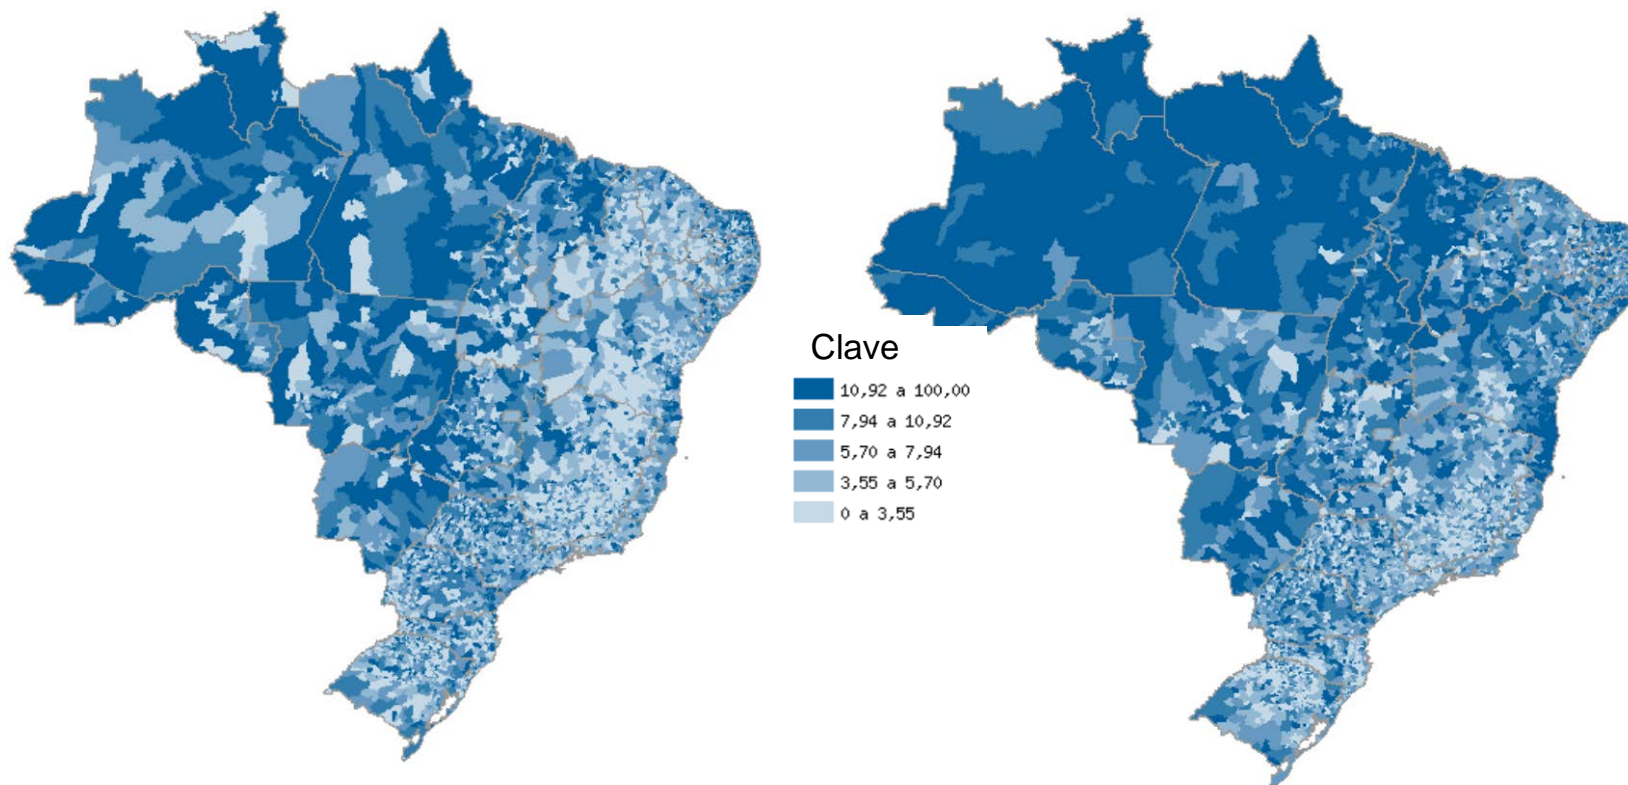 Clave
10,92 a 100,00
7,94 a 10,92
5,70 a 7,94
3,55 a 5,70
0 a 3,55